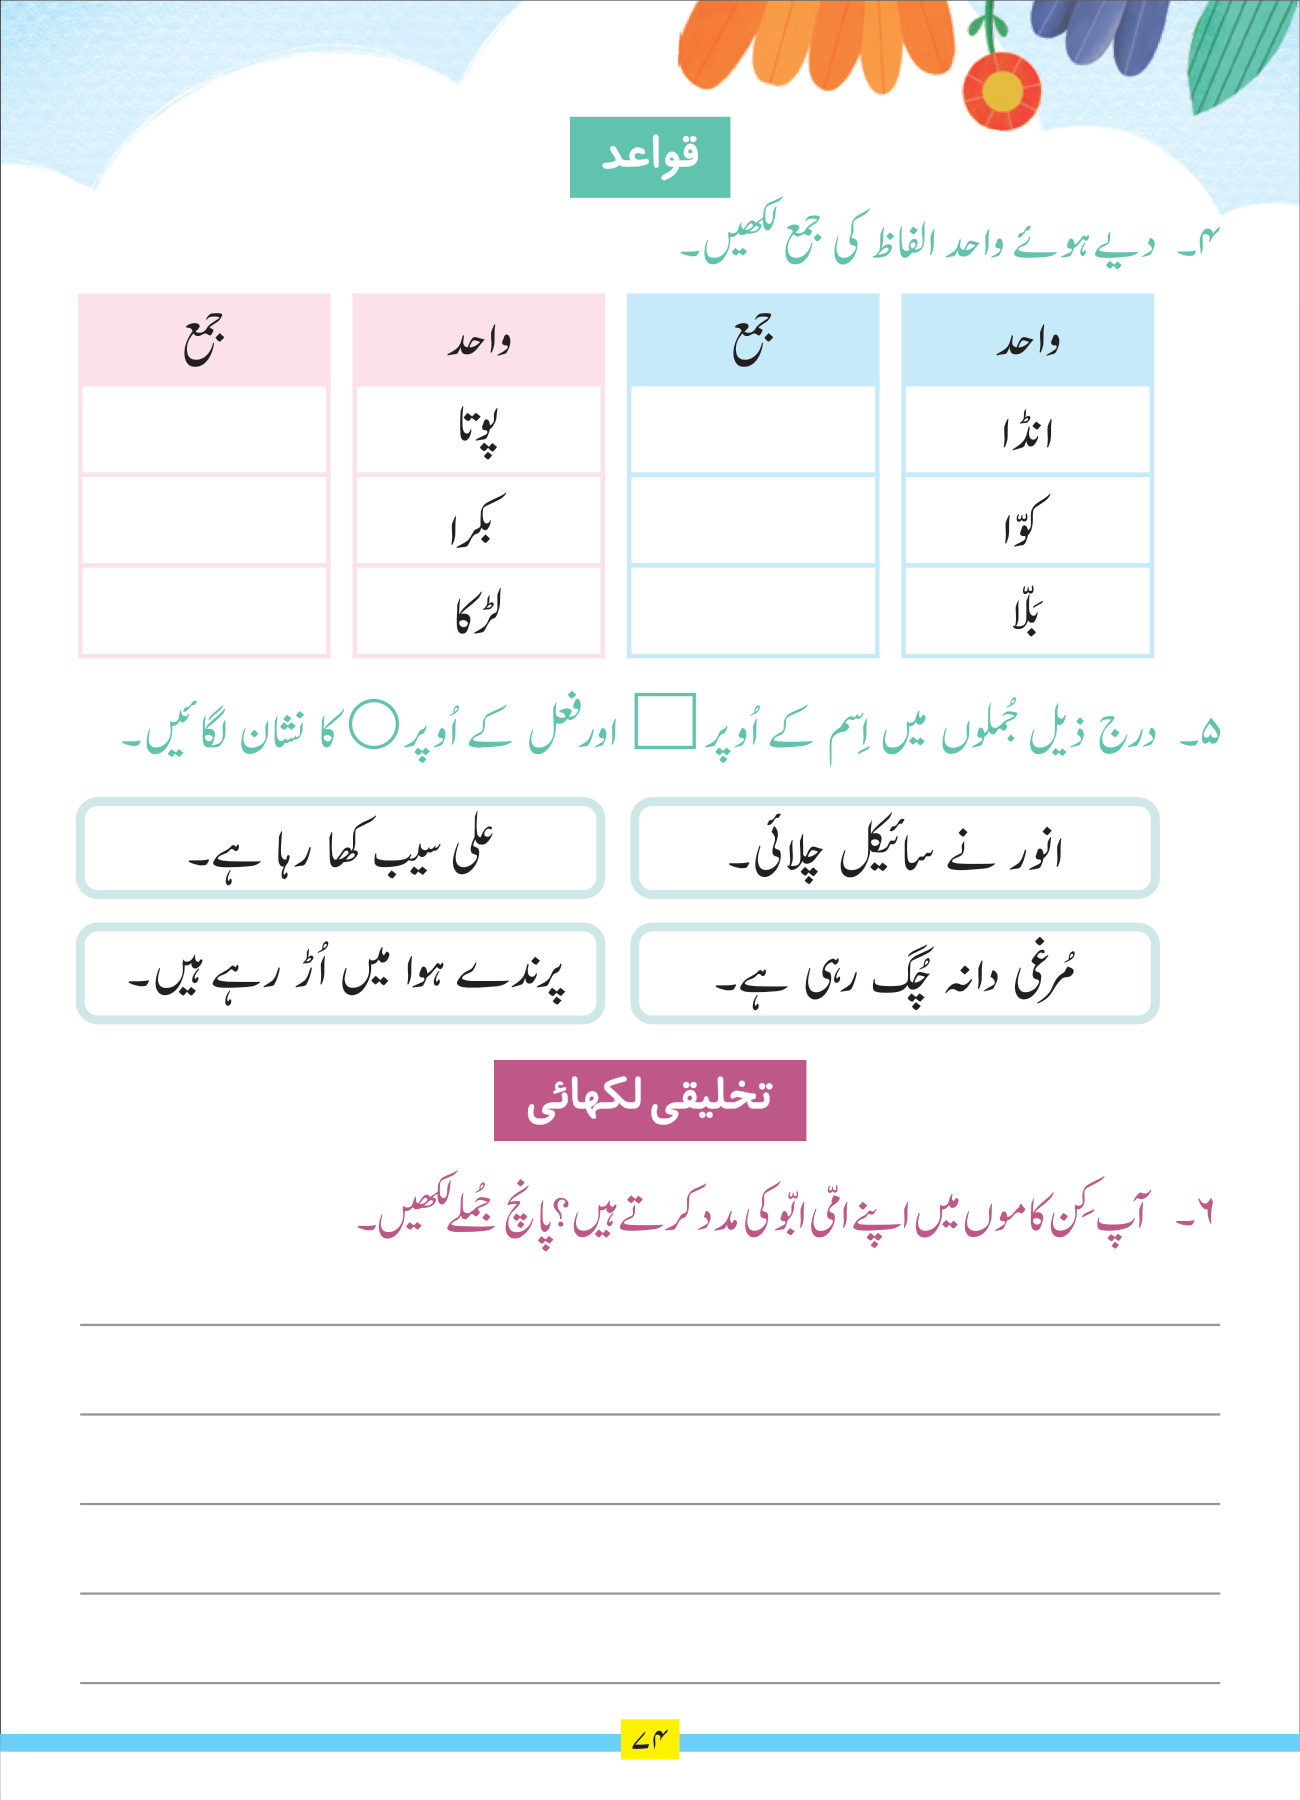 قواعد
۴۔ دیے ہوئے واحد الفاظ کی جمع لکھیں۔
واحد جمع واحد جمع
انڈا پوتا
کوّا بکرا
بَلّا لڑکا
۵۔ درج ذیل جُملوں میں اِسم کے اُوپر اور فعل کے اُوپر کا نشان لگائیں۔
انور نے سائیکل چلائی۔ علی سیب کھا رہا ہے۔
مُرغی دانہ چُگ رہی ہے۔ پرندے ہوا میں اُڑ رہے ہیں۔
تخلیقی لکھائی
۶۔ آپ کِن کاموں میں اپنے امّی ابّو کی مدد کرتے ہیں؟ پانچ جُملے لکھیں۔
۷۴